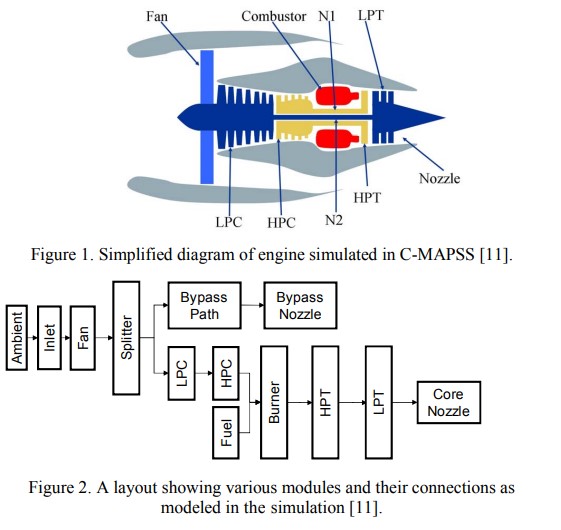 Fan
Combustor
N1
LPT
Nozzle
HPT
LPC
HPC
N2
Figure 1. Simplified diagram of engine simulated in C-MAPSS [11].
Ambient
Inlet
Fan
Splitter
Bypass
Path
Bypass
Nozzle
LPC
HPC
Fuel
Burner
HPT
LPT
Core
Nozzle
Figure 2. A layout showing various modules and their connections as
modeled in the simulation [11].